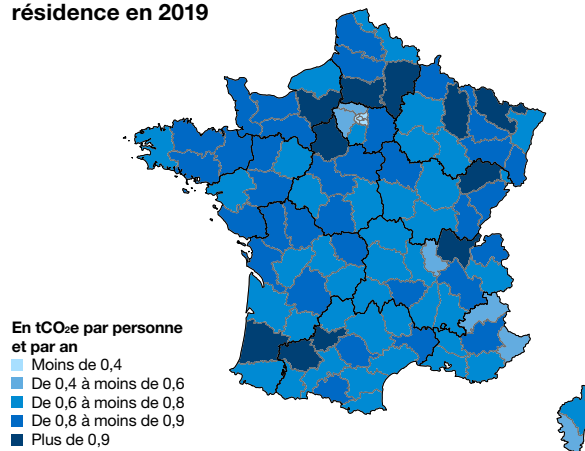 résidence en 2019
En tCO₂e par personne
et par an
Moins de 0,4
De 0,4 à moins de 0,6
De 0,6 à moins de 0,8
De 0,8 à moins de 0,9
Plus de 0,9